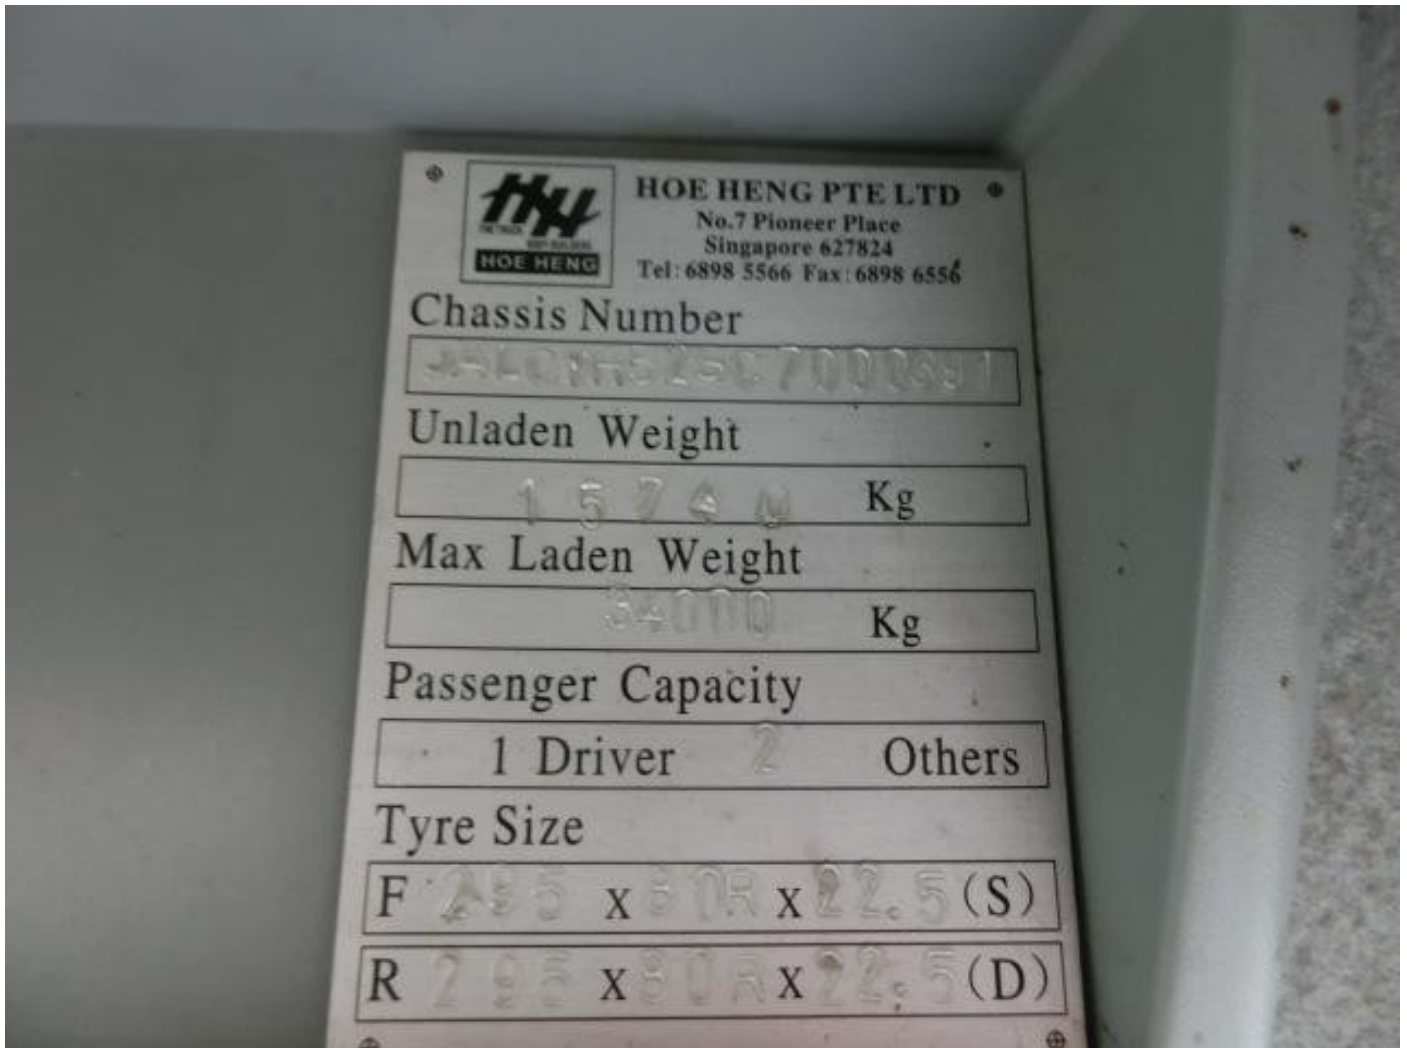 HH
HOE HENG
HOE HENG PTE LTD
No.7 Pioneer Place
Singapore 627824
Tel:6898 5566 Fax:6898 6556
Chassis Number
Unladen Weight
Kg
Max Laden Weight
34000 Kg
Passenger Capacity
1 Driver 2 Others
Tyre Size
F 295 x 80R x 22.5 (S)
R 295 x 80R x 22.5 (D)